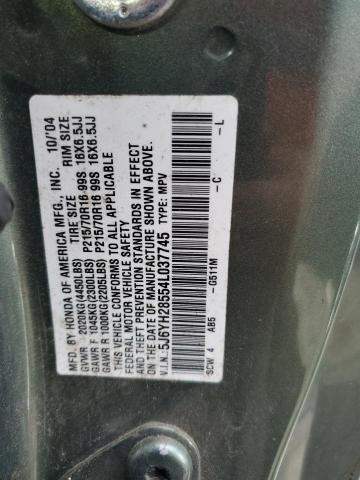 MFD. BY HONDA OF AMERICA MFG., INC. 10/'04
TIRE SIZE RIM SIZE
GVWR 2020KG(4450LBS)
GAWR F 1045KG(2300LBS) P215/70R16 99S 16X6.5JJ
GAWR R 1000KG(2205LBS) P215/70R16 99S 16X6.5JJ
THIS VEHICLE CONFORMS TO ALL APPLICABLE
FEDERAL MOTOR VEHICLE SAFETY
AND THEFT PREVENTION STANDARDS IN EFFECT
ON THE DATE OF MANUFACTURE SHOWN ABOVE.
V.I.N.: 5J6YH28554L037745 TYPE: MPV
SCW 4 AB5 -G511M -C -L